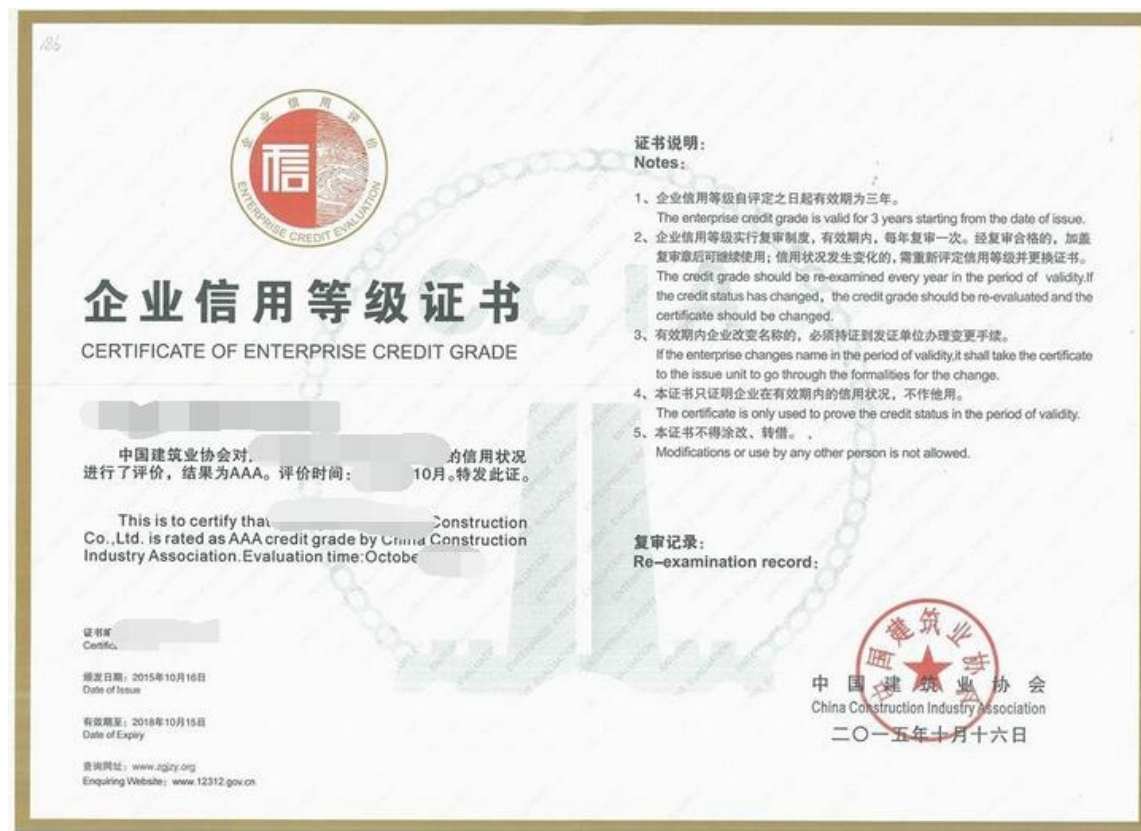 186
企业信用评价
ENTERPRISE CREDIT EVALUATION
信
企业信用等级证书
CERTIFICATE OF ENTERPRISE CREDIT GRADE
中国建筑业协会对 的信用状况
进行了评价，结果为AAA。评价时间： 10月。特发此证。
This is to certify that Construction
Co.,Ltd. is rated as AAA credit grade by China Construction
Industry Association.Evaluation time:October
证书
颁发日期：2015年10月16日
Date of Issue
有效期至：2018年10月15日
Date of Expiry
查询网址：www.zgjzy.org
Enquiring Website：www.12312.gov.cn
证书说明：
Notes：
1、企业信用等级自评定之日起有效期为三年。
The enterprise credit grade is valid for 3 years starting from the date of issue.
2、企业信用等级实行复审制度，有效期内，每年复审一次。经复审合格的，加盖
复审章后可继续使用；信用状况发生变化的，需重新评定信用等级并更换证书。
The credit grade should be re-examined every year in the period of validity.If
the credit status has changed，the credit grade should be re-evaluated and the
certificate should be changed.
3、有效期内企业改变名称的，必须持证到发证单位办理变更手续。
If the enterprise changes name in the period of validity,it shall take the certificate
to the issue unit to go through the formalities for the change.
4、本证书只证明企业在有效期内的信用状况，不作他用。
The certificate is only used to prove the credit status in the period of validity.
5、本证书不得涂改、转借。
Modifications or use by any other person is not allowed.
复审记录：
Re-examination record：
中国建筑业协会
中国建筑业协会
China Construction Industry Association
二〇一五年十月十六日